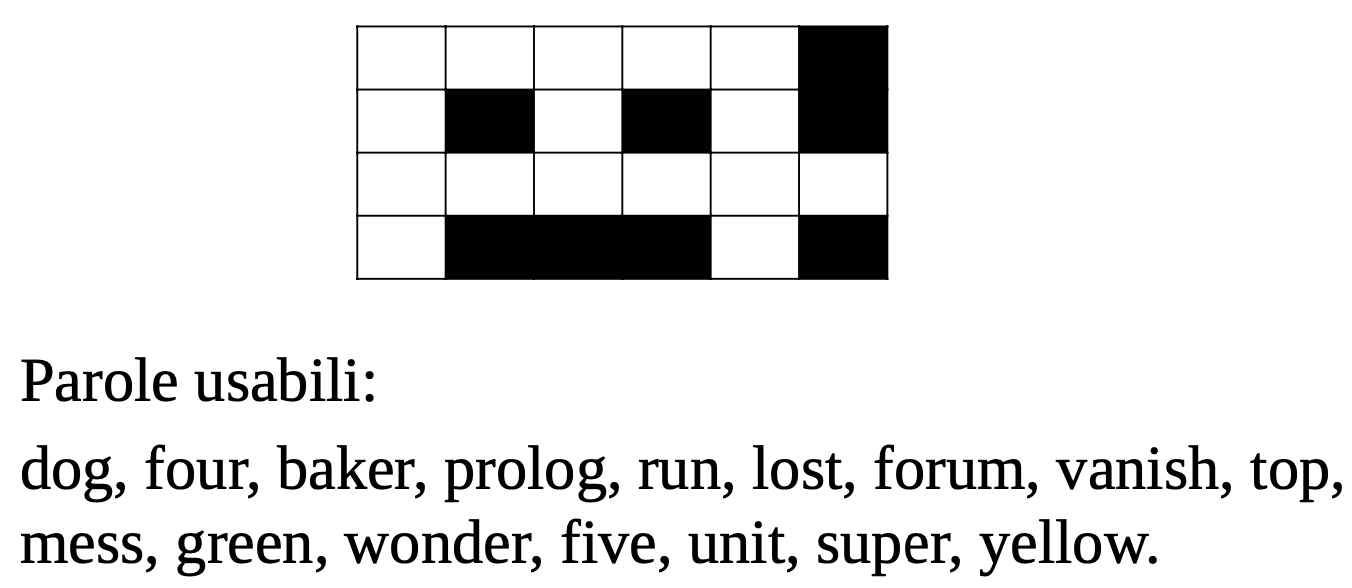 Parole usabili:
dog, four, baker, prolog, run, lost, forum, vanish, top,
mess, green, wonder, five, unit, super, yellow.